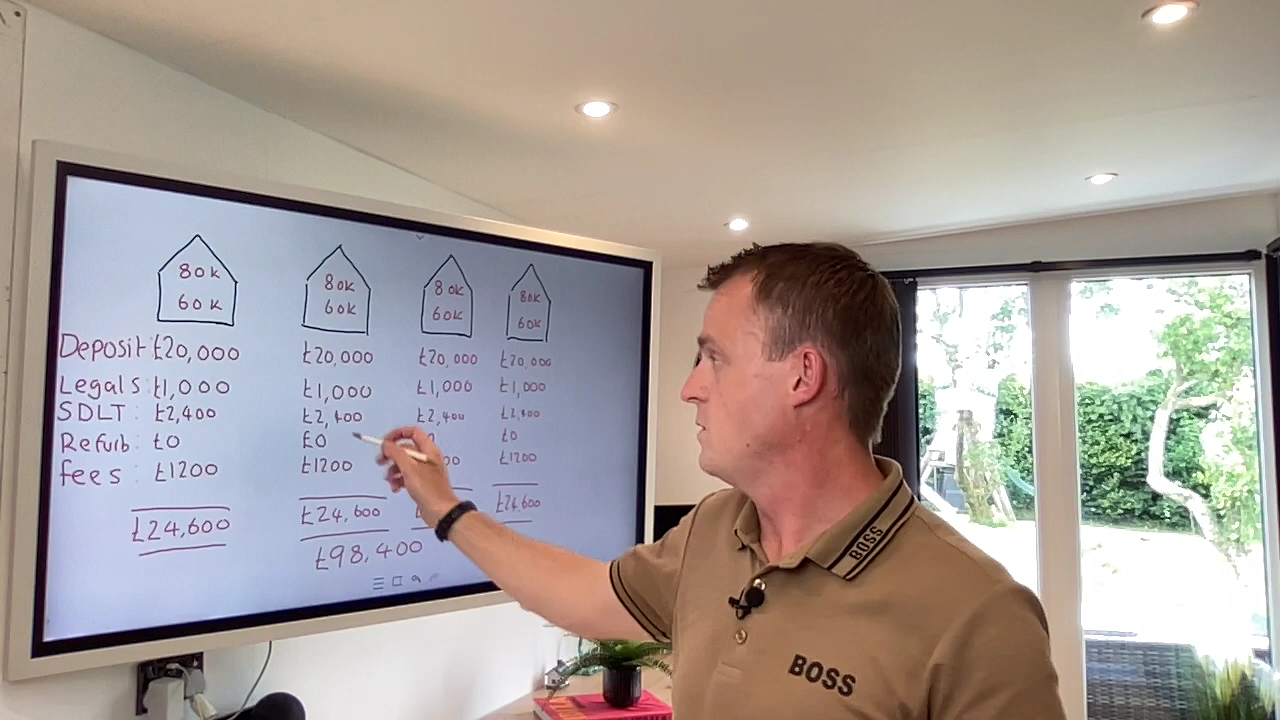 80K 80K 80K 80K
60K 60K 60K 60K
Deposit: £20,000 £20,000 £20,000 £20,000
Legals: £1,000 £1,000 £1,000 £1,000
SDLT: £2,400 £2,400 £2,400 £2,400
Refurb: £0 £0 £0
fees: £1200 £1200 £1200
£24,600 £24,600 £24,600
£98,400
BOSS
BOSS